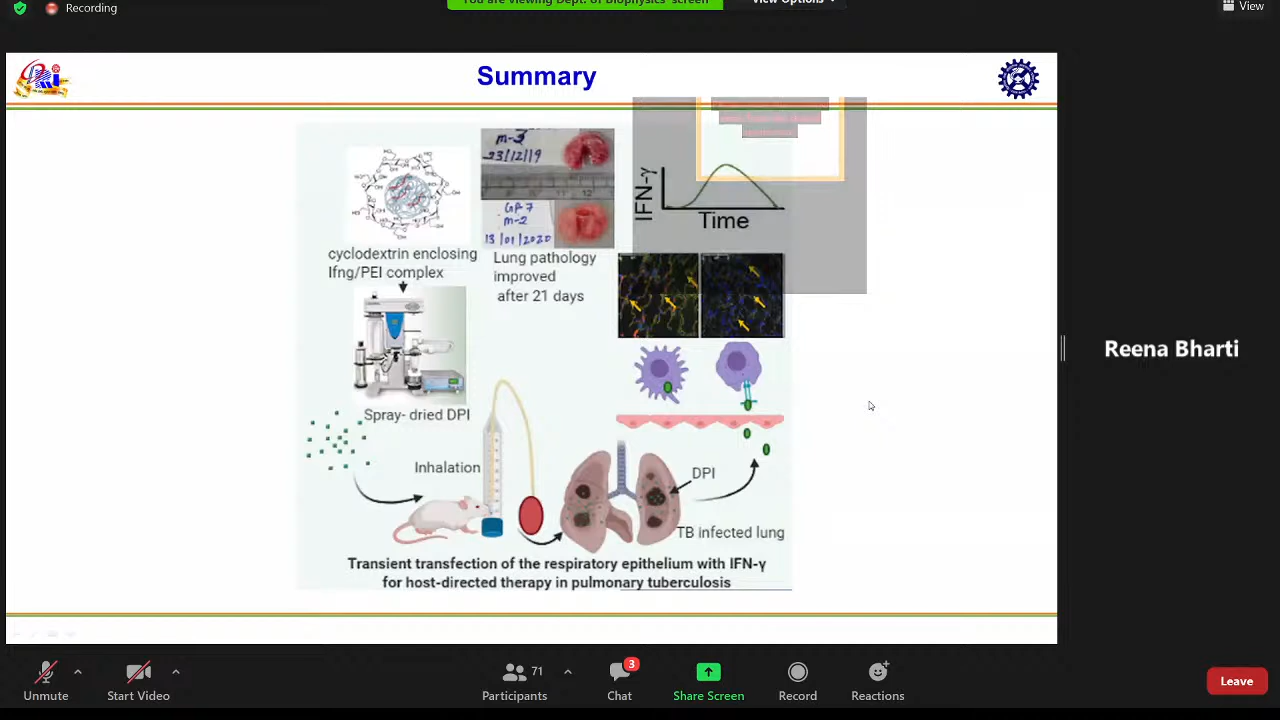 Recording
You are viewing Dept. of Biophysics' screen
View Options
View
Summary
m-3
23/12/19
11
12
GP 7
m-2
13/01/2020
IFN-γ
Time
cyclodextrin enclosing
Ifng/PEI complex
Lung pathology
improved
after 21 days
Spray- dried DPI
Inhalation
DPI
TB infected lung
Transient transfection of the respiratory epithelium with IFN-γ
for host-directed therapy in pulmonary tuberculosis
Reena Bharti
Unmute
Start Video
71
Participants
3
Chat
Share Screen
Record
Reactions
Leave